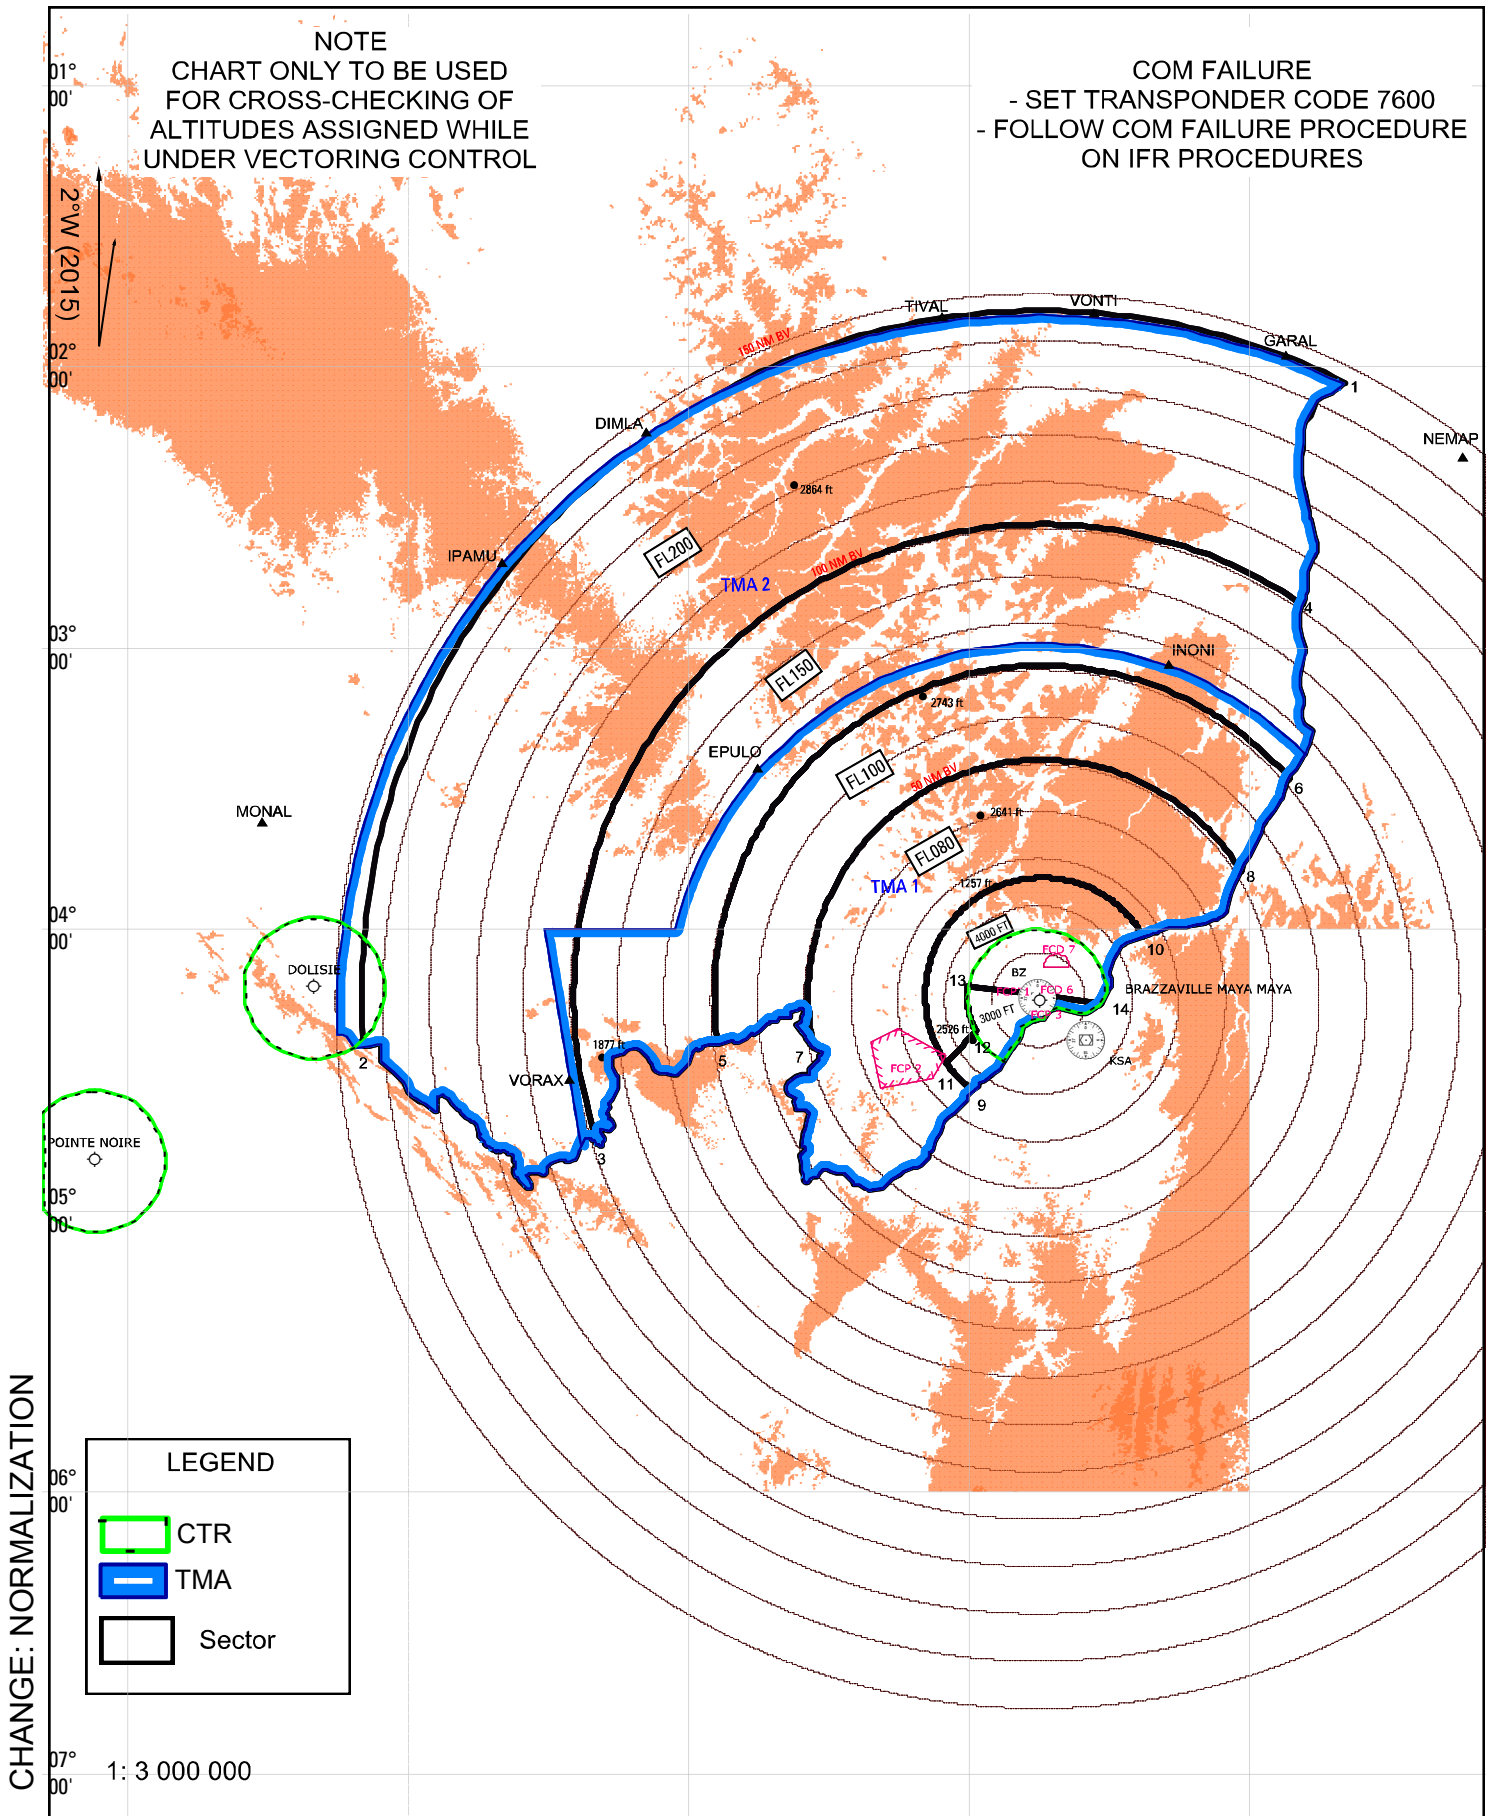 NOTE
CHART ONLY TO BE USED
FOR CROSS-CHECKING OF
ALTITUDES ASSIGNED WHILE
UNDER VECTORING CONTROL
COM FAILURE
- SET TRANSPONDER CODE 7600
- FOLLOW COM FAILURE PROCEDURE
ON IFR PROCEDURES
01°
00'
2°W (2015)
02°
00'
03°
00'
04°
00'
05°
00'
06°
00'
07°
00'
TIVAL
VONTI
GARAL
1
150 NM BV
DIMLA
NEMAP
2864 ft
IPAMU
FL200
100 NM BV
TMA 2
4
INONI
FL150
2743 ft
EPULO
FL100
50 NM BV
6
MONAL
2641 ft
FL080
TMA 1
1257 ft
8
4000 FT
10
FCD 7
DOLISIE
BZ
13
FCD 6
BRAZZAVILLE MAYA MAYA
14
3000 FT
2526 ft
12
KSA
1877 ft
2
5
7
FCP 2
VORAX
11
9
POINTE NOIRE
3
LEGEND
CTR
TMA
Sector
1: 3 000 000
CHANGE: NORMALIZATION